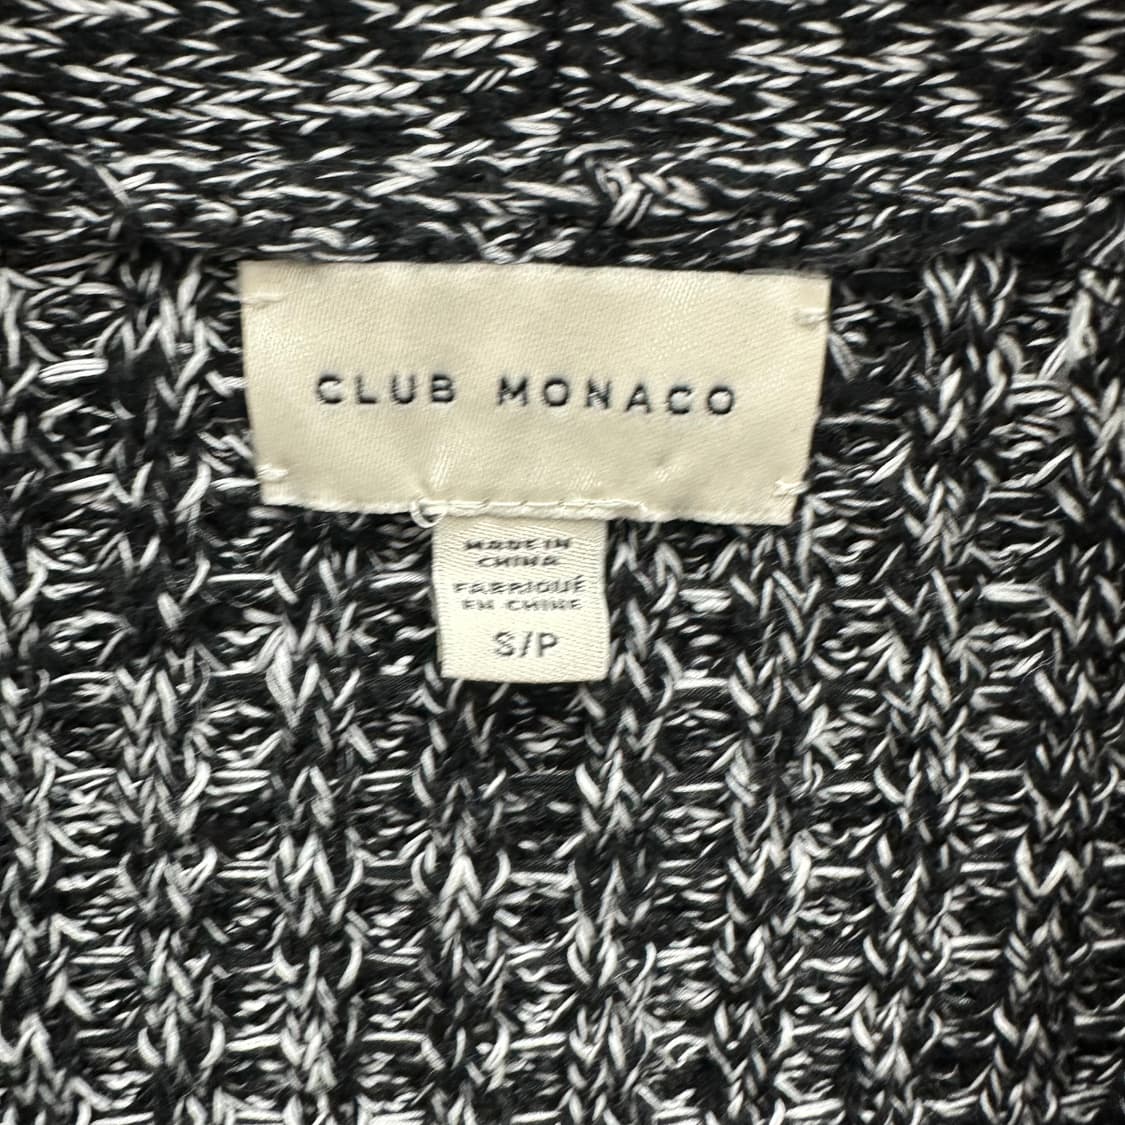 CLUB MONACO
MADE IN
CHINA
FABRIQUÉ
EN CHINE
S/P